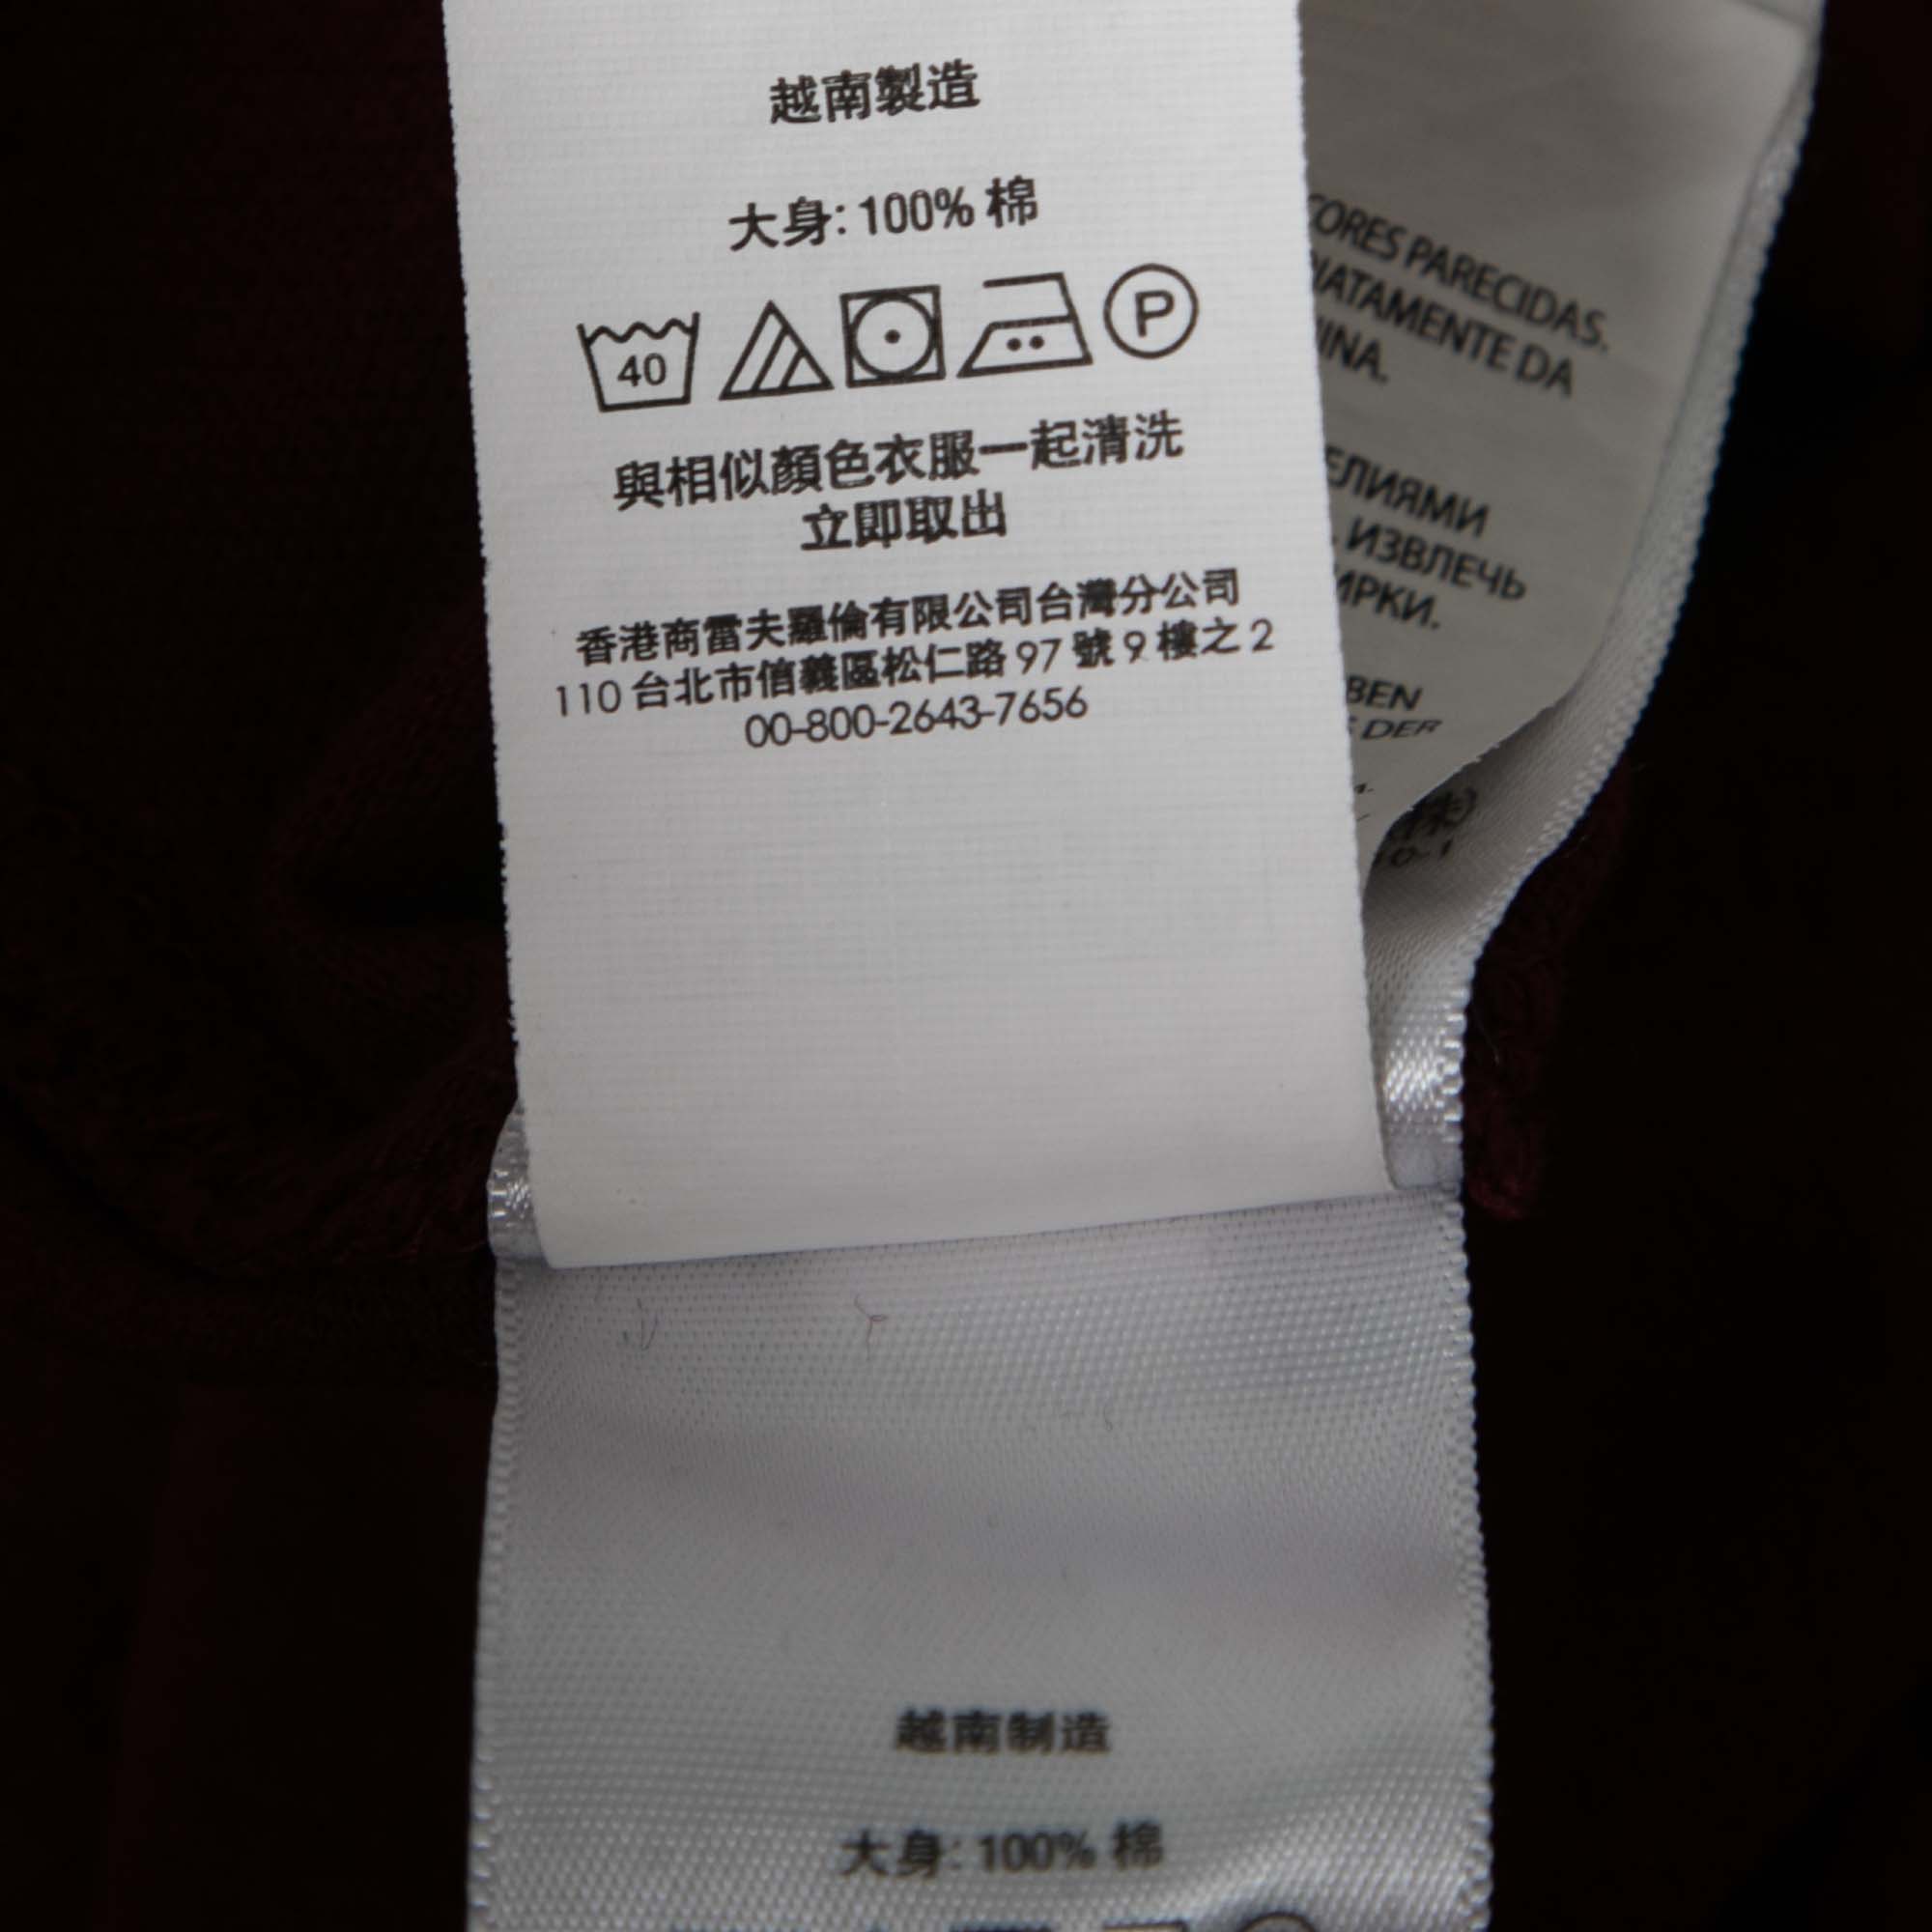 越南製造
大身: 100% 棉
40
P
與相似顏色衣服一起清洗
立即取出
香港商雷夫羅倫有限公司台灣分公司
110 台北市信義區松仁路 97 號 9 樓之 2
00-800-2643-7656
CORES PARECIDAS.
DA
ИЗВЛЕЧЬ
DER
越南制造
大身: 100% 棉